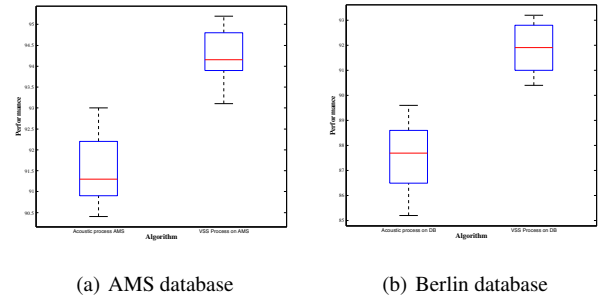 95
94.5
94
93.5
93
92.5
92
91.5
91
90.5
Performance
Acoustic process AMS VSS Process on AMS
Algorithm
(a) AMS database
93
92
91
90
89
88
87
86
85
Performance
Acoustic process on DB VSS Process on DB
Algorithm
(b) Berlin database